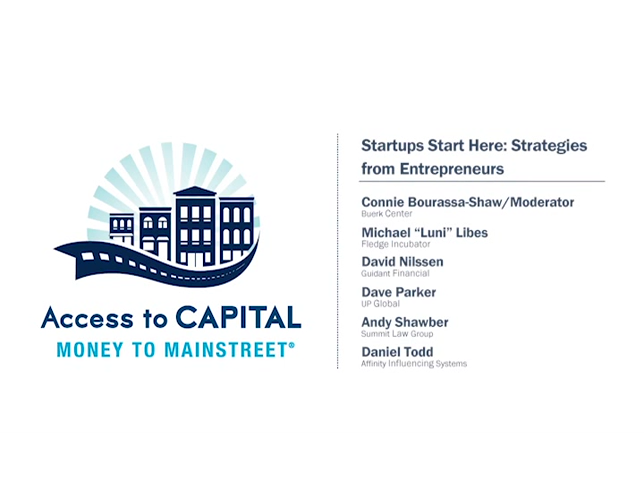 Access to CAPITAL
MONEY TO MAINSTREET®
Startups Start Here: Strategies
from Entrepreneurs
Connie Bourassa-Shaw/Moderator
Buerk Center
Michael “Luni” Libes
Fledge Incubator
David Nilssen
Guidant Financial
Dave Parker
UP Global
Andy Shawber
Summit Law Group
Daniel Todd
Affinity Influencing Systems